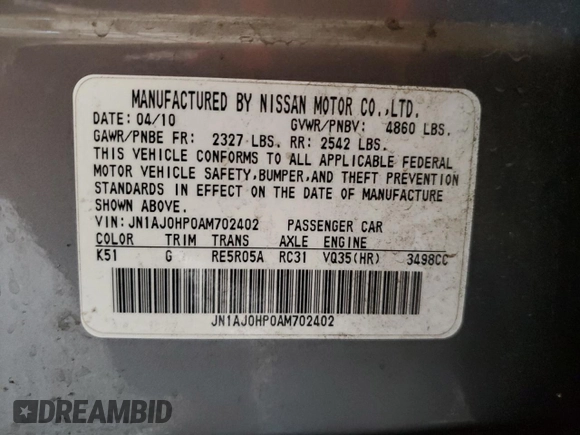 MANUFACTURED BY NISSAN MOTOR CO.,LTD.
DATE: 04/10 GVWR/PNBV: 4860 LBS.
GAWR/PNBE FR: 2327 LBS. RR: 2542 LBS.
THIS VEHICLE CONFORMS TO ALL APPLICABLE FEDERAL
MOTOR VEHICLE SAFETY,BUMPER,AND THEFT PREVENTION
STANDARDS IN EFFECT ON THE DATE OF MANUFACTURE
SHOWN ABOVE.
VIN:JN1AJ0HP0AM702402 PASSENGER CAR
COLOR TRIM TRANS AXLE ENGINE
K51 G RE5R05A RC31 VQ35(HR) 3498CC
JN1AJ0HP0AM702402
DREAMBID